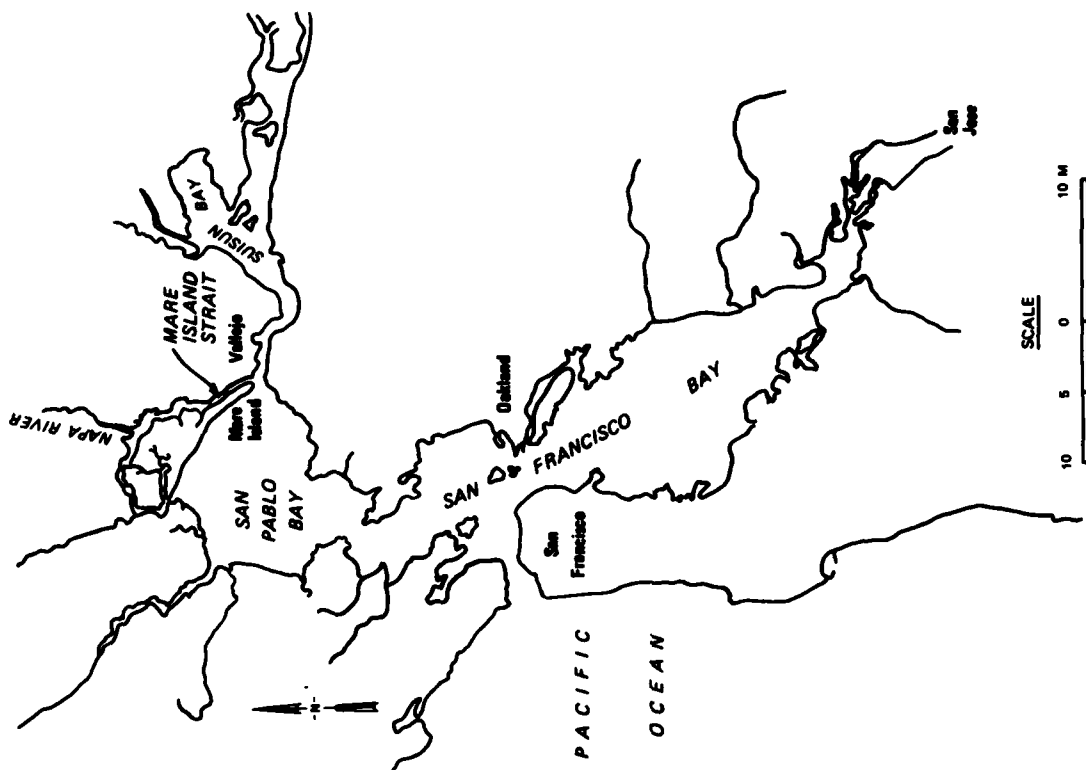 NAPA RIVER
MARE
ISLAND
STRAIT
BAY
SUISUN
Vallejo
Mare
Island
SAN
PABLO
BAY
-N-
Oakland
SAN FRANCISCO BAY
San
Francisco
PACIFIC
OCEAN
San
Jose
SCALE
10 5 0 10 M